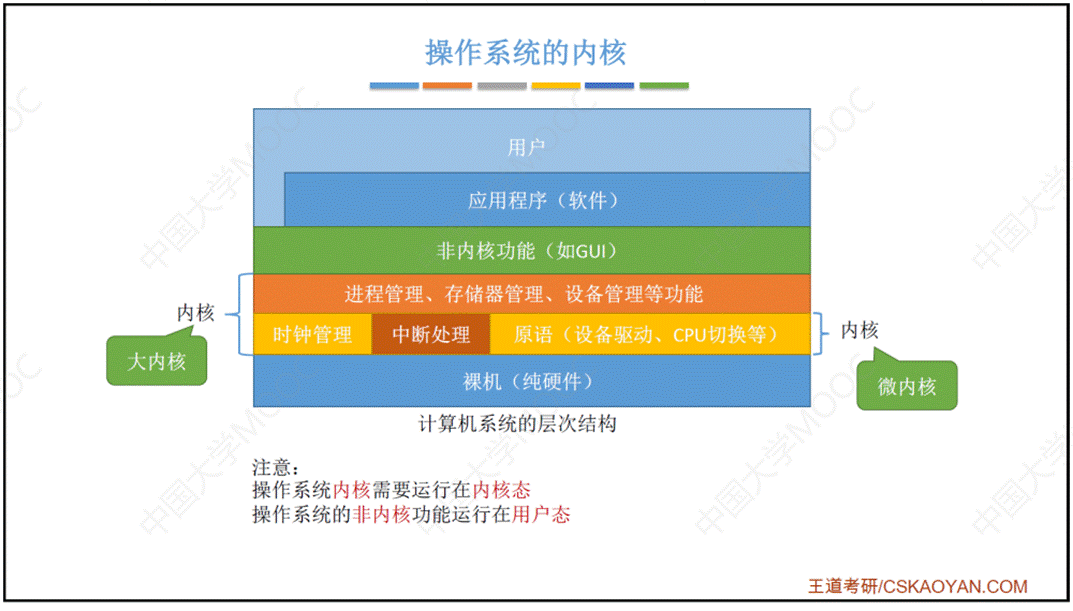 操作系统的内核
用户
应用程序（软件）
非内核功能（如GUI）
进程管理、存储器管理、设备管理等功能
内核
时钟管理 中断处理 原语（设备驱动、CPU切换等）
内核
大内核
裸机（纯硬件）
微内核
计算机系统的层次结构
注意：
操作系统内核需要运行在内核态
操作系统的非内核功能运行在用户态
王道考研/CSKAOYAN.COM
中国大学MOOC